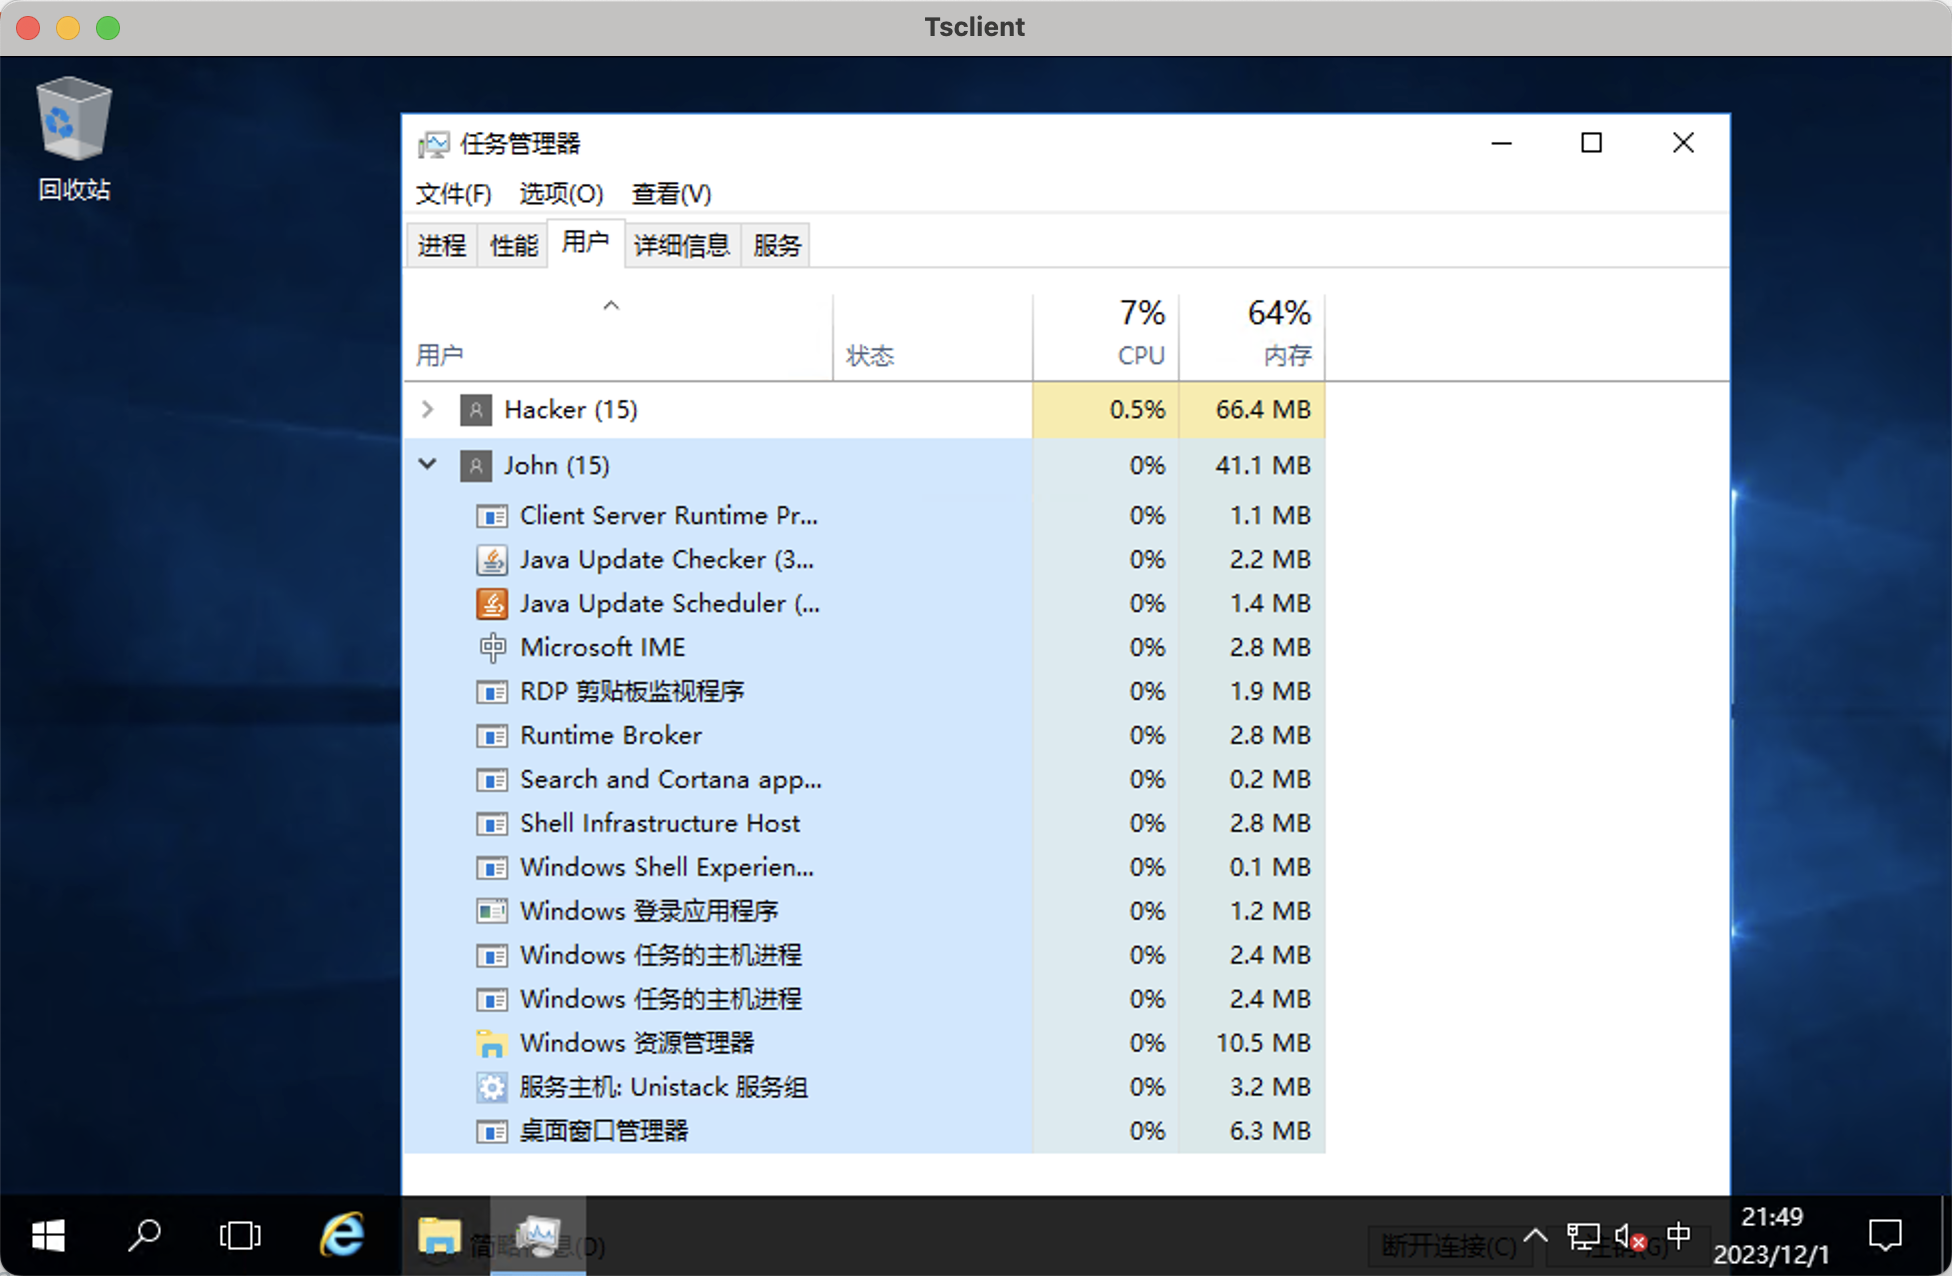 Tsclient
回收站
任务管理器
文件(F) 选项(O) 查看(V)
进程 性能 用户 详细信息 服务
7% 64%
用户 状态 CPU 内存
Hacker (15) 0.5% 66.4 MB
John (15) 0% 41.1 MB
Client Server Runtime Pr... 0% 1.1 MB
Java Update Checker (3... 0% 2.2 MB
Java Update Scheduler (... 0% 1.4 MB
Microsoft IME 0% 2.8 MB
RDP 剪贴板监视程序 0% 1.9 MB
Runtime Broker 0% 2.8 MB
Search and Cortana app... 0% 0.2 MB
Shell Infrastructure Host 0% 2.8 MB
Windows Shell Experien... 0% 0.1 MB
Windows 登录应用程序 0% 1.2 MB
Windows 任务的主机进程 0% 2.4 MB
Windows 任务的主机进程 0% 2.4 MB
Windows 资源管理器 0% 10.5 MB
服务主机: Unistack 服务组 0% 3.2 MB
桌面窗口管理器 0% 6.3 MB
简略信息(D) 断开连接(C) 注销(G) 中
21:49
2023/12/1